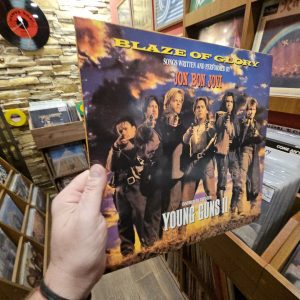 BLAZE OF GLORY
SONGS WRITTEN AND PERFORMED BY
JON BON JOVI
YOUNG GUNS II